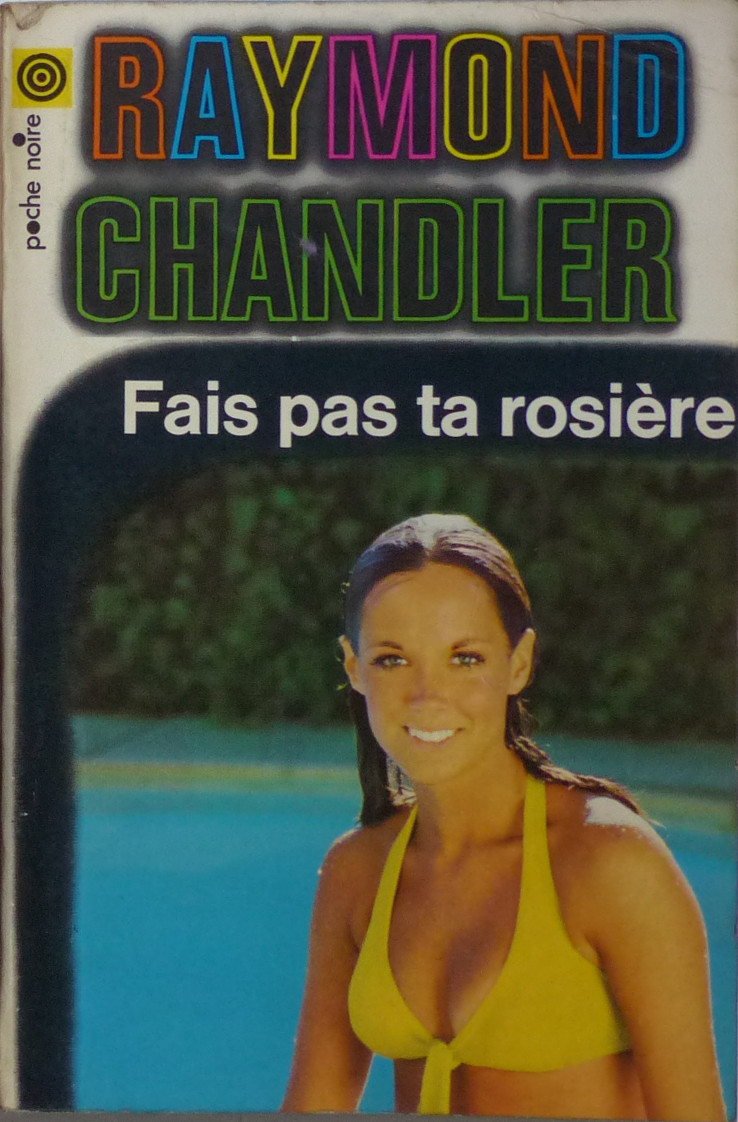 RAYMOND
CHANDLER
poche noire
Fais pas ta rosière